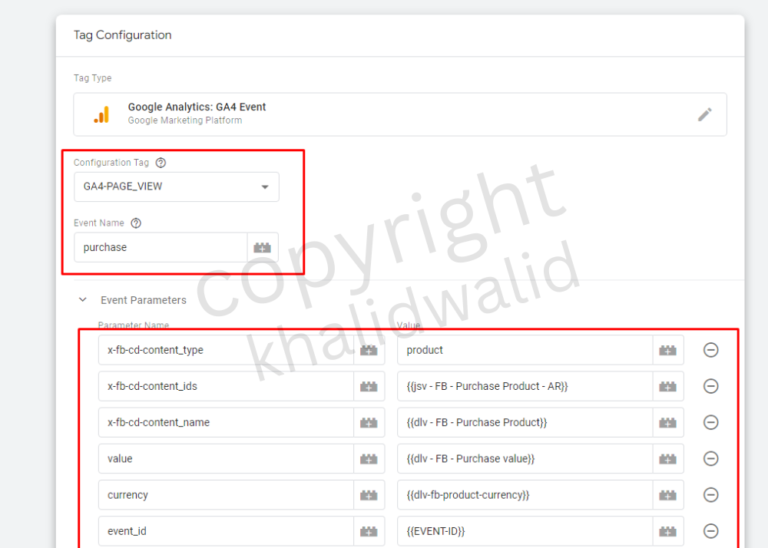 Tag Configuration
Tag Type
Google Analytics: GA4 Event
Google Marketing Platform
Configuration Tag
GA4-PAGE_VIEW
Event Name
purchase
copyright
khalidwalid
Event Parameters
Parameter Name Value
x-fb-cd-content_type product
x-fb-cd-content_ids {{jsv - FB - Purchase Product - AR}}
x-fb-cd-content_name {{dlv - FB - Purchase Product}}
value {{dlv - FB - Purchase value}}
currency {{dlv-fb-product-currency}}
event_id {{EVENT-ID}}